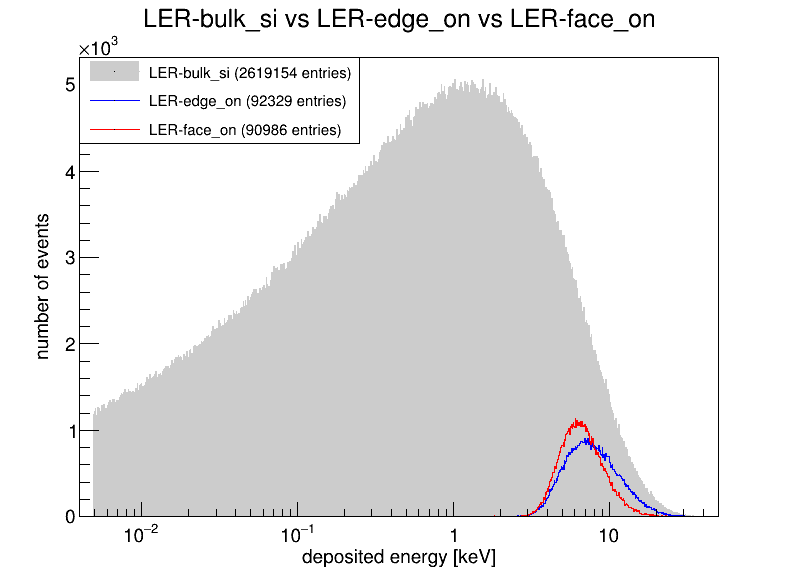 LER-bulk_si vs LER-edge_on vs LER-face_on
×10³
LER-bulk_si (2619154 entries)
LER-edge_on (92329 entries)
LER-face_on (90986 entries)
number of events
5
4
3
2
1
0
10⁻² 10⁻¹ 1 10
deposited energy [keV]